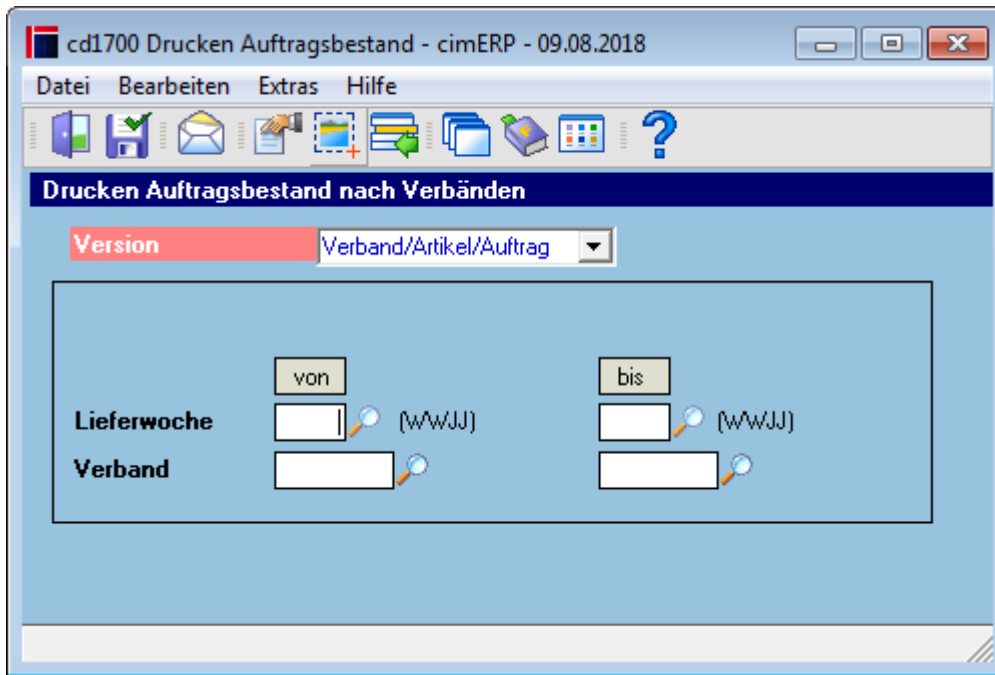 cd1700 Drucken Auftragsbestand - cimERP - 09.08.2018
Datei Bearbeiten Extras Hilfe
Drucken Auftragsbestand nach Verbänden
Version Verband/Artikel/Auftrag
von bis
Lieferwoche (WWJJ) (WWJJ)
Verband